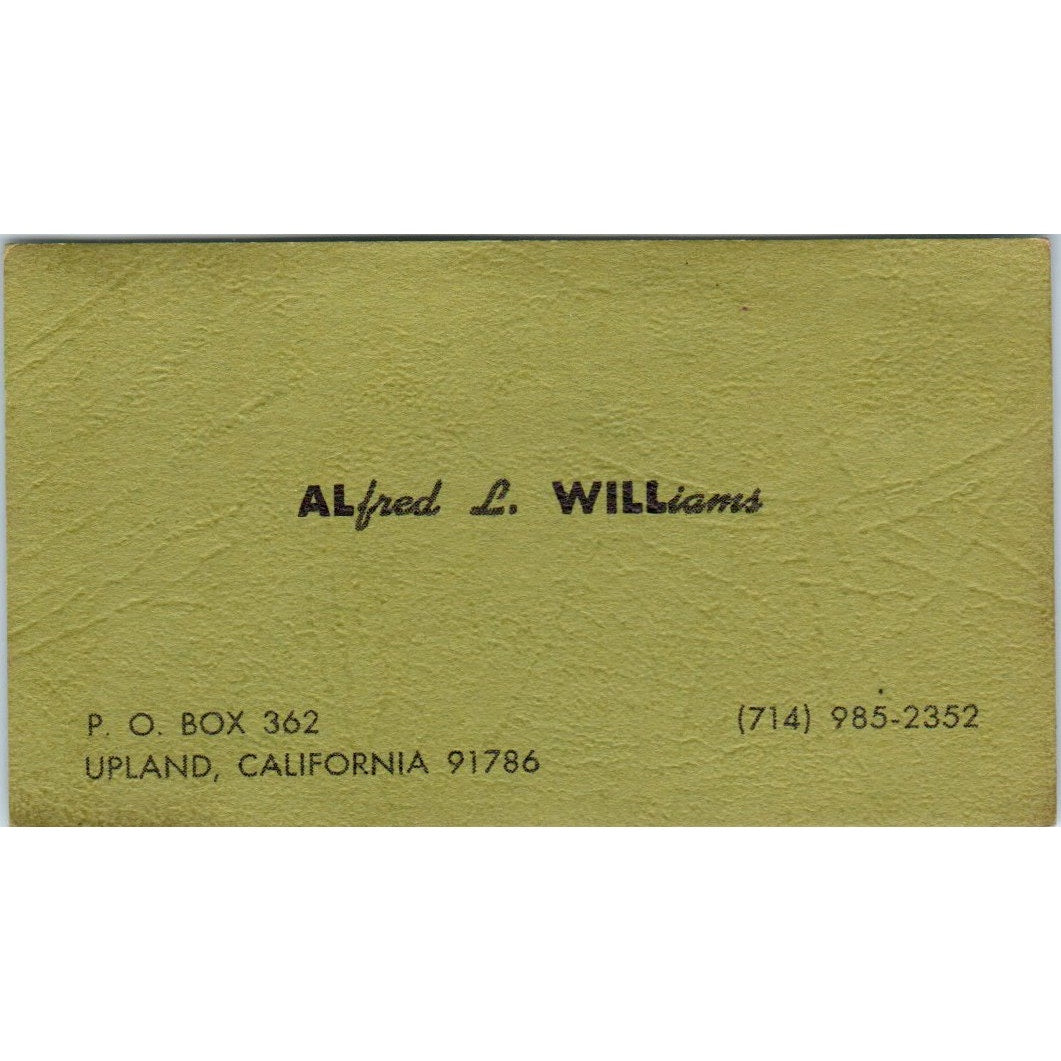 ALfred L. WILLiams
P. O. BOX 362
(714) 985-2352
UPLAND, CALIFORNIA 91786